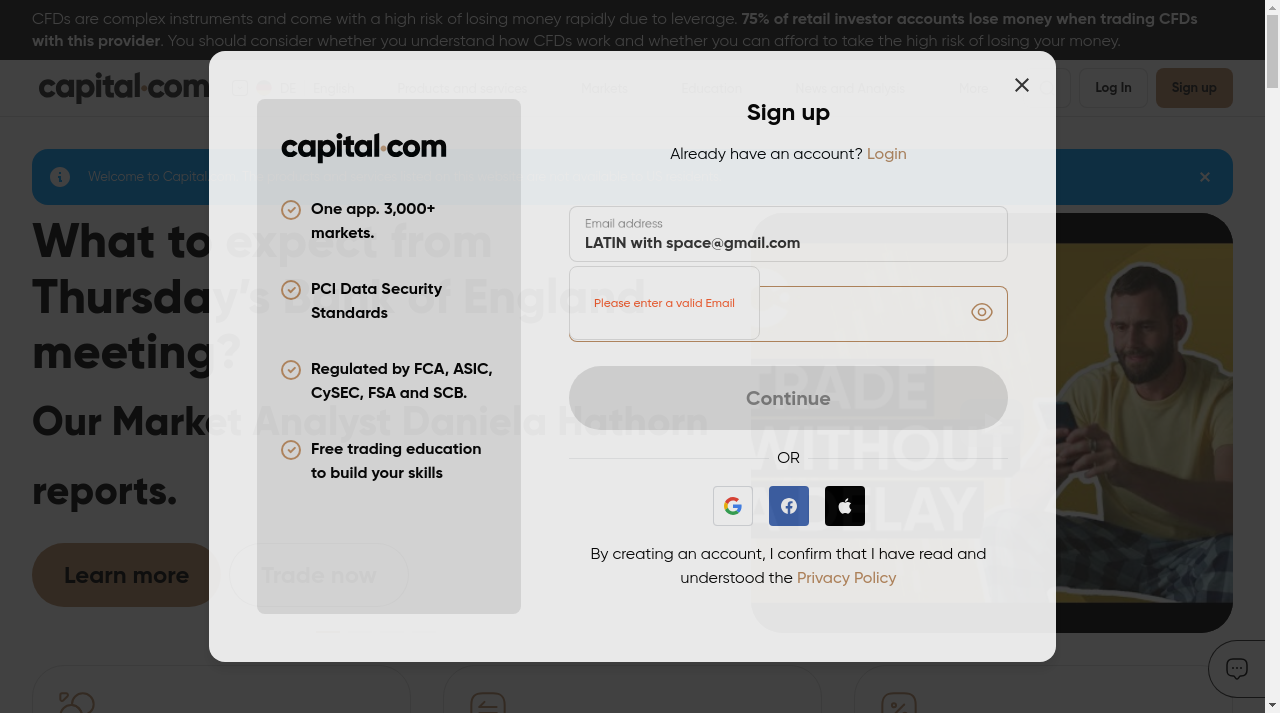 CFDs are complex instruments and come with a high risk of losing money rapidly due to leverage. 75% of retail investor accounts lose money when trading CFDs
with this provider. You should consider whether you understand how CFDs work and whether you can afford to take the high risk of losing your money.
capital.com
Log In
Sign up
Welcome to Capital
What to expect from
Thursday's Bank of England
meeting?
Our Market Analyst Daniela Hathorn
reports.
Learn more
Trade now
TRADE
WITHOUT
DELAY
capital.com
One app. 3,000+
markets.
PCI Data Security
Standards
Regulated by FCA, ASIC,
CySEC, FSA and SCB.
Free trading education
to build your skills
Sign up
Already have an account? Login
Email address
LATIN with space@gmail.com
Please enter a valid Email
Continue
OR
By creating an account, I confirm that I have read and
understood the Privacy Policy